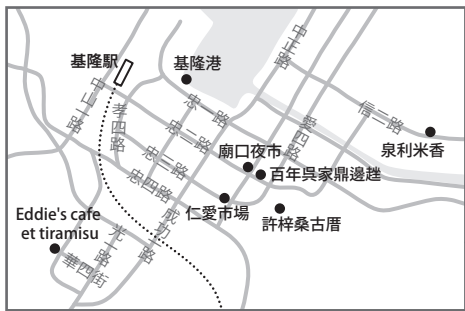 基隆駅
基隆港
中正路
中山一路
孝四路
忠一路
忠二路
忠三路
忠四路
愛四路
信二路
泉利米香
廟口夜市
百年吳家鼎邊趖
仁愛市場
許梓桑古厝
成功一路
Eddie's cafe
et tiramisu
光一路
華四街